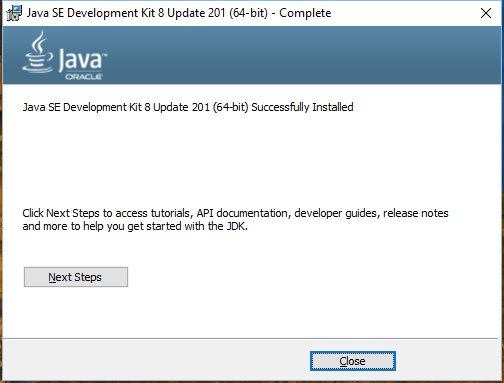 Java SE Development Kit 8 Update 201 (64-bit) - Complete
Java™
ORACLE
Java SE Development Kit 8 Update 201 (64-bit) Successfully Installed
Click Next Steps to access tutorials, API documentation, developer guides, release notes
and more to help you get started with the JDK.
Next Steps
Close